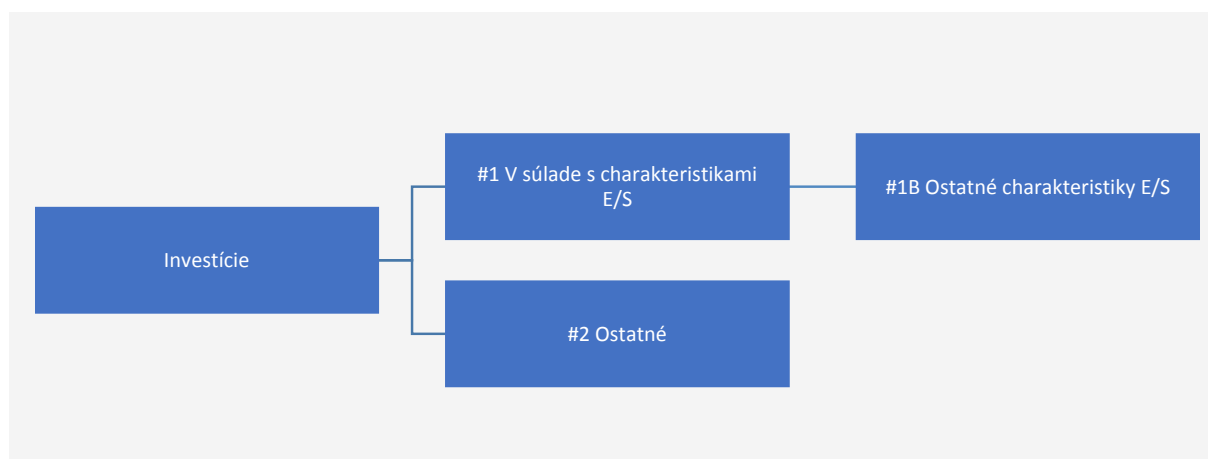 Investície
#1 V súlade s charakteristikami
E/S
#1B Ostatné charakteristiky E/S
#2 Ostatné